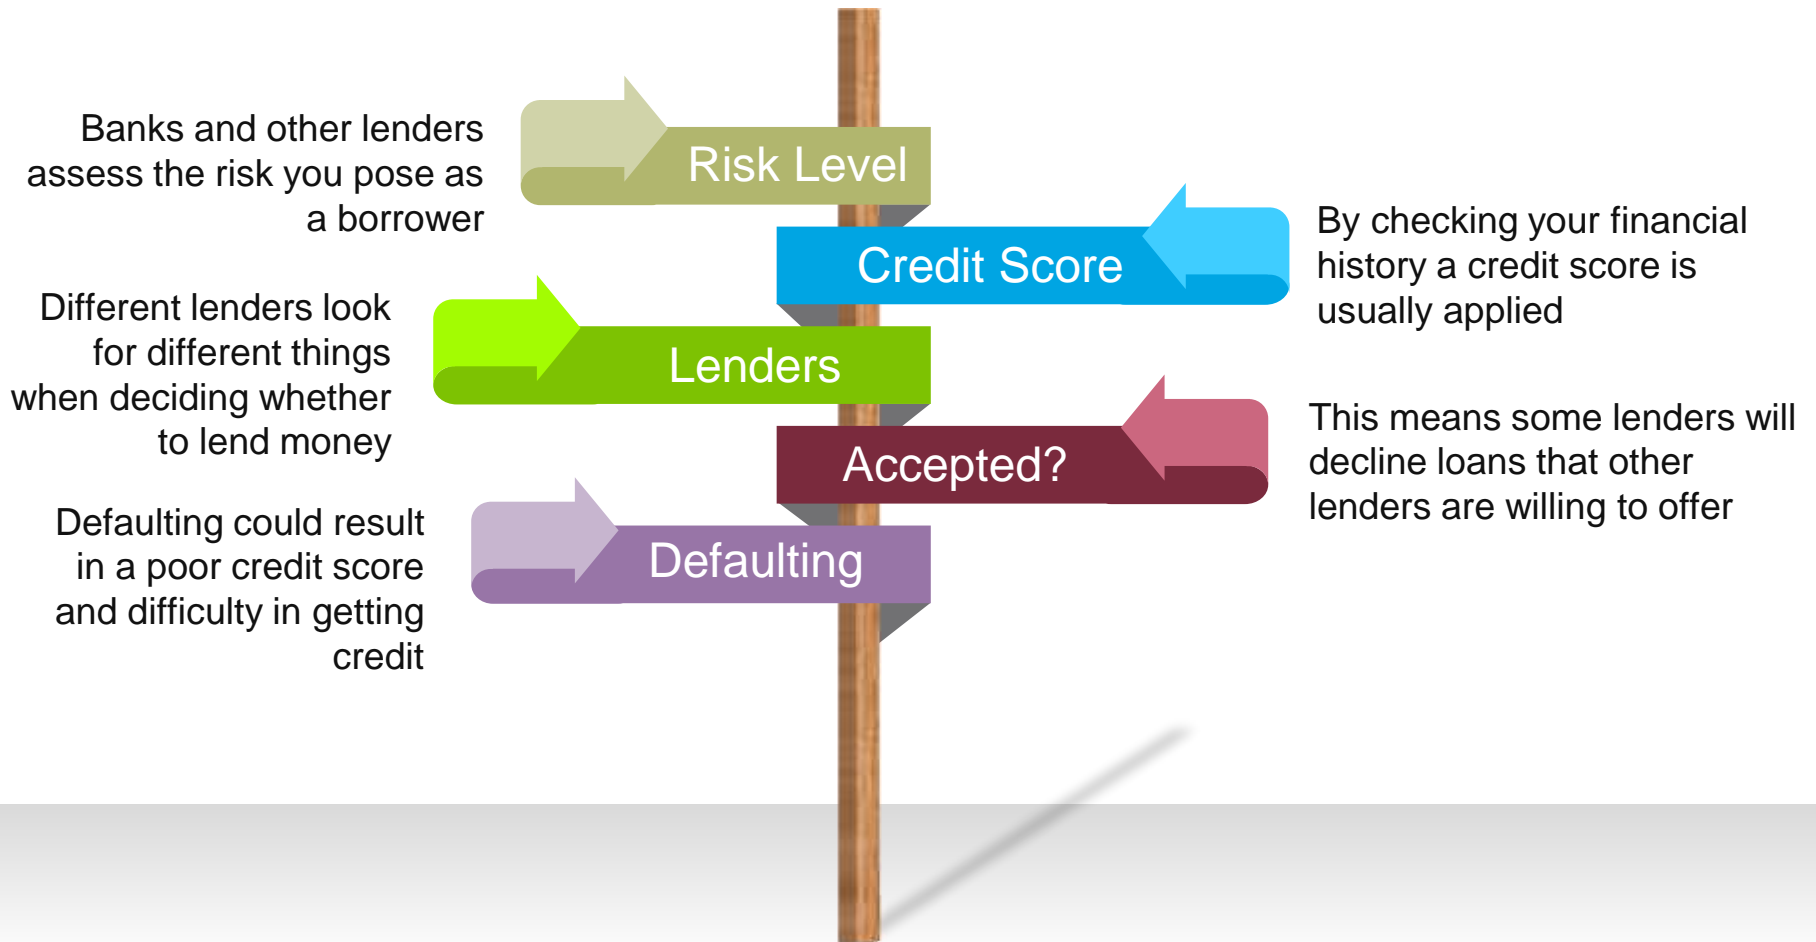 Banks and other lenders
assess the risk you pose as
a borrower
Risk Level
Credit Score
By checking your financial
history a credit score is
usually applied
Different lenders look
for different things
when deciding whether
to lend money
Lenders
Accepted?
This means some lenders will
decline loans that other
lenders are willing to offer
Defaulting could result
in a poor credit score
and difficulty in getting
credit
Defaulting